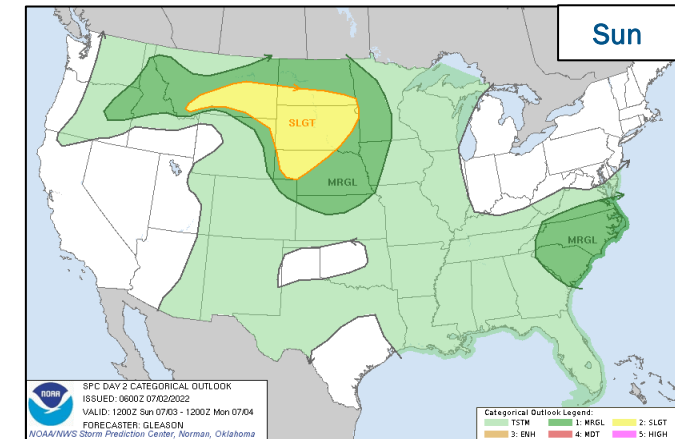 Sun
SLGT
MRGL
MRGL
NOAA
SPC DAY 2 CATEGORICAL OUTLOOK
ISSUED: 0600Z 07/02/2022
VALID: 1200Z Sun 07/03 - 1200Z Mon 07/04
FORECASTER: GLEASON
NOAA/NWS Storm Prediction Center, Norman, Oklahoma
Categorical Outlook Legend:
TSTM 1: MRGL 2: SLGT
3: ENH 4: MDT 5: HIGH